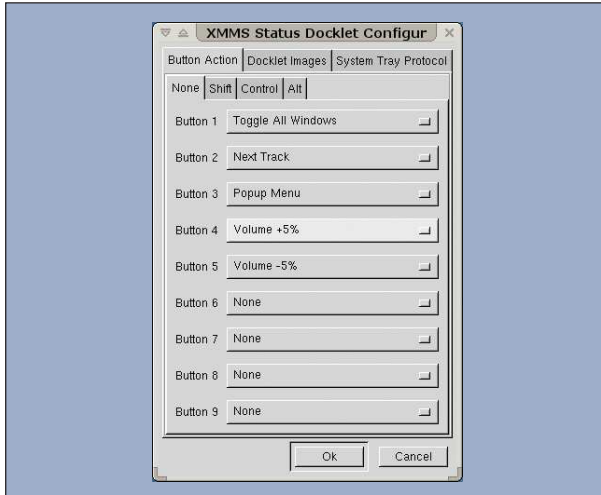 XMMS Status Docklet Configur
Button Action Docklet Images System Tray Protocol
None Shift Control Alt
Button 1 Toggle All Windows
Button 2 Next Track
Button 3 Popup Menu
Button 4 Volume +5%
Button 5 Volume -5%
Button 6 None
Button 7 None
Button 8 None
Button 9 None
Ok Cancel